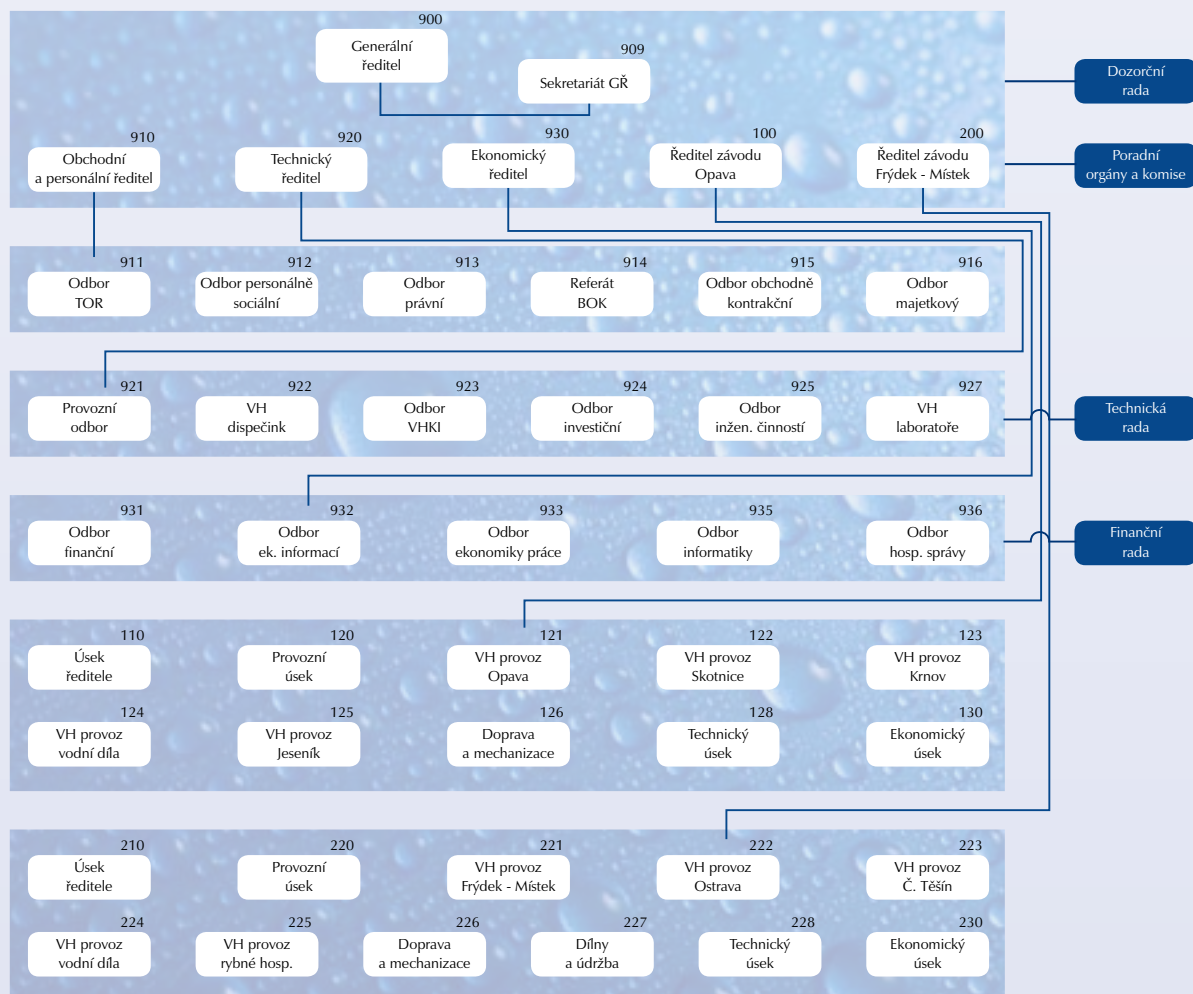 900
Generální
ředitel
909
Sekretariát GŘ
Dozorční
rada
910
Obchodní
a personální ředitel
920
Technický
ředitel
930
Ekonomický
ředitel
100
Ředitel závodu
Opava
200
Ředitel závodu
Frýdek - Místek
Poradní
orgány a komise
911
Odbor
TOR
912
Odbor personálně
sociální
913
Odbor
právní
914
Referát
BOK
915
Odbor obchodně
kontrakční
916
Odbor
majetkový
921
Provozní
odbor
922
VH
dispečink
923
Odbor
VHKI
924
Odbor
investiční
925
Odbor
inžen. činností
927
VH
laboratoře
Technická
rada
931
Odbor
finanční
932
Odbor
ek. informací
933
Odbor
ekonomiky práce
935
Odbor
informatiky
936
Odbor
hosp. správy
Finanční
rada
110
Úsek
ředitele
120
Provozní
úsek
121
VH provoz
Opava
122
VH provoz
Skotnice
123
VH provoz
Krnov
124
VH provoz
vodní díla
125
VH provoz
Jeseník
126
Doprava
a mechanizace
128
Technický
úsek
130
Ekonomický
úsek
210
Úsek
ředitele
220
Provozní
úsek
221
VH provoz
Frýdek - Místek
222
VH provoz
Ostrava
223
VH provoz
Č. Těšín
224
VH provoz
vodní díla
225
VH provoz
rybné hosp.
226
Doprava
a mechanizace
227
Dílny
a údržba
228
Technický
úsek
230
Ekonomický
úsek